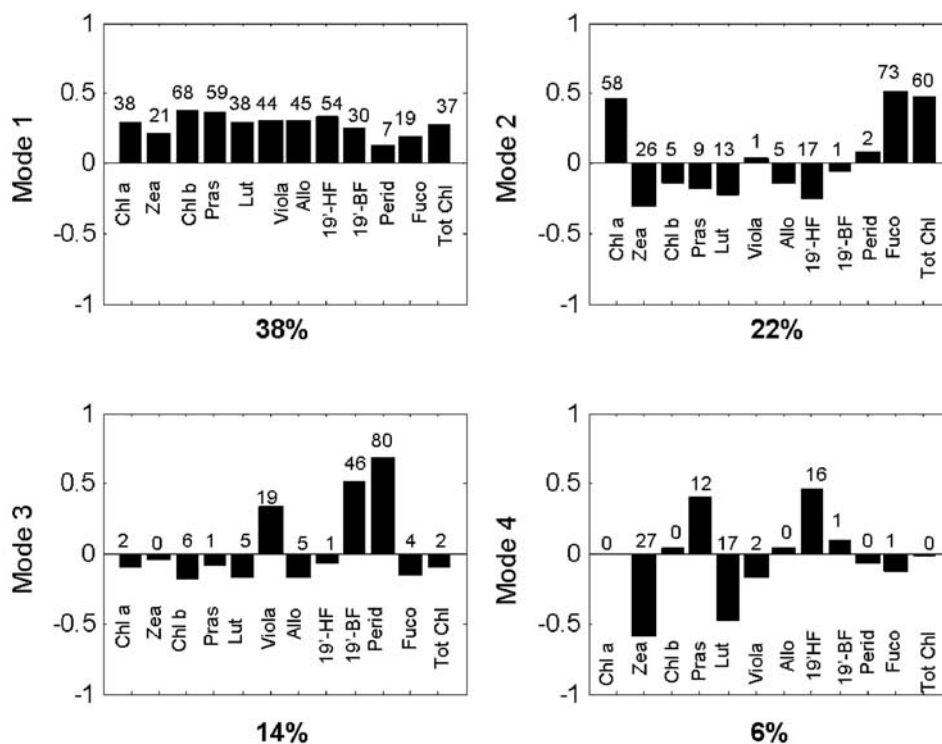 1
0.5
0
-0.5
-1
Mode 1
38 21 68 59 38 44 45 54 30 7 19 37
Chl a Zea Chl b Pras Lut Viola Allo 19'-HF 19'-BF Perid Fuco Tot Chl
38%
1
0.5
0
-0.5
-1
Mode 2
58 26 5 9 13 1 5 17 1 2 73 60
Chl a Zea Chl b Pras Lut Viola Allo 19'-HF 19'-BF Perid Fuco Tot Chl
22%
1
0.5
0
-0.5
-1
Mode 3
2 0 6 1 5 19 5 1 46 80 4 2
Chl a Zea Chl b Pras Lut Viola Allo 19'-HF 19'-BF Perid Fuco Tot Chl
14%
1
0.5
0
-0.5
-1
Mode 4
0 27 0 12 17 2 0 16 1 0 1 0
Chl a Zea Chl b Pras Lut Viola Allo 19'HF 19'-BF Perid Fuco Tot Chl
6%